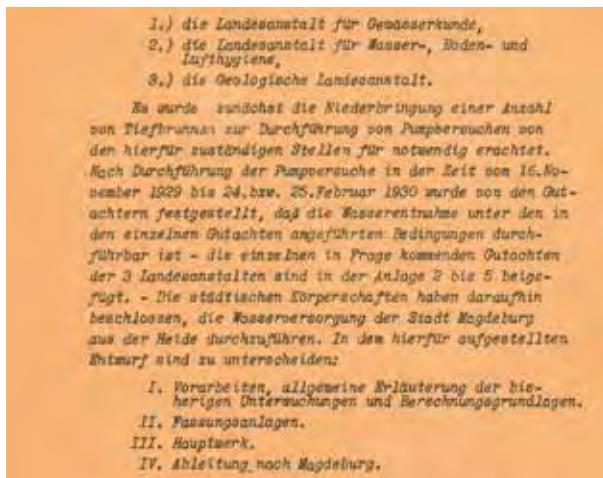 1.) die Landesanstalt für Gewässerkunde,
2.) die Landesanstalt für Wasser-, Boden- und
Lufthygiene,
3.) die Geologische Landesanstalt.
Es wurde zunächst die Niederbringung einer Anzahl
von Tiefbrunnen zur Durchführung von Pumpversuchen von
den hierfür zuständigen Stellen für notwendig erachtet.
Nach Durchführung der Pumpversuche in der Zeit vom 16.No-
vember 1929 bis 24.bzw. 25.Februar 1930 wurde von den Gut-
achtern festgestellt, daß die Wasserentnahme unter den in
den einzelnen Gutachten angeführten Bedingungen durch-
führbar ist - die einzelnen in Frage kommenden Gutachten
der 3 Landesanstalten sind in der Anlage 2 bis 5 beige-
fügt. - Die städtischen Körperschaften haben daraufhin
beschlossen, die Wasserversorgung der Stadt Magdeburg
aus der Heide durchzuführen. In dem hierfür aufgestellten
Entwurf sind zu unterscheiden:
I. Vorarbeiten, allgemeine Erläuterung der bis-
herigen Untersuchungen und Berechnungsgrundlagen.
II. Fassungsanlagen.
III. Hauptwerk.
IV. Ableitung nach Magdeburg.